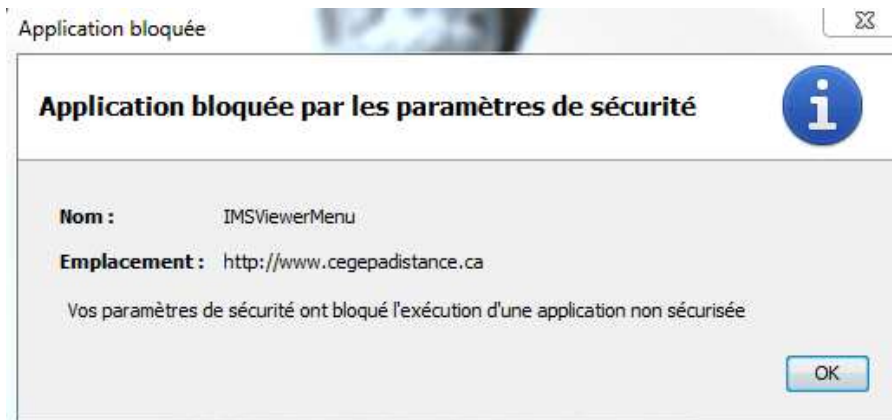 Application bloquée
Application bloquée par les paramètres de sécurité
Nom : IMSViewerMenu
Emplacement : http://www.cegepadistance.ca
Vos paramètres de sécurité ont bloqué l'exécution d'une application non sécurisée
OK